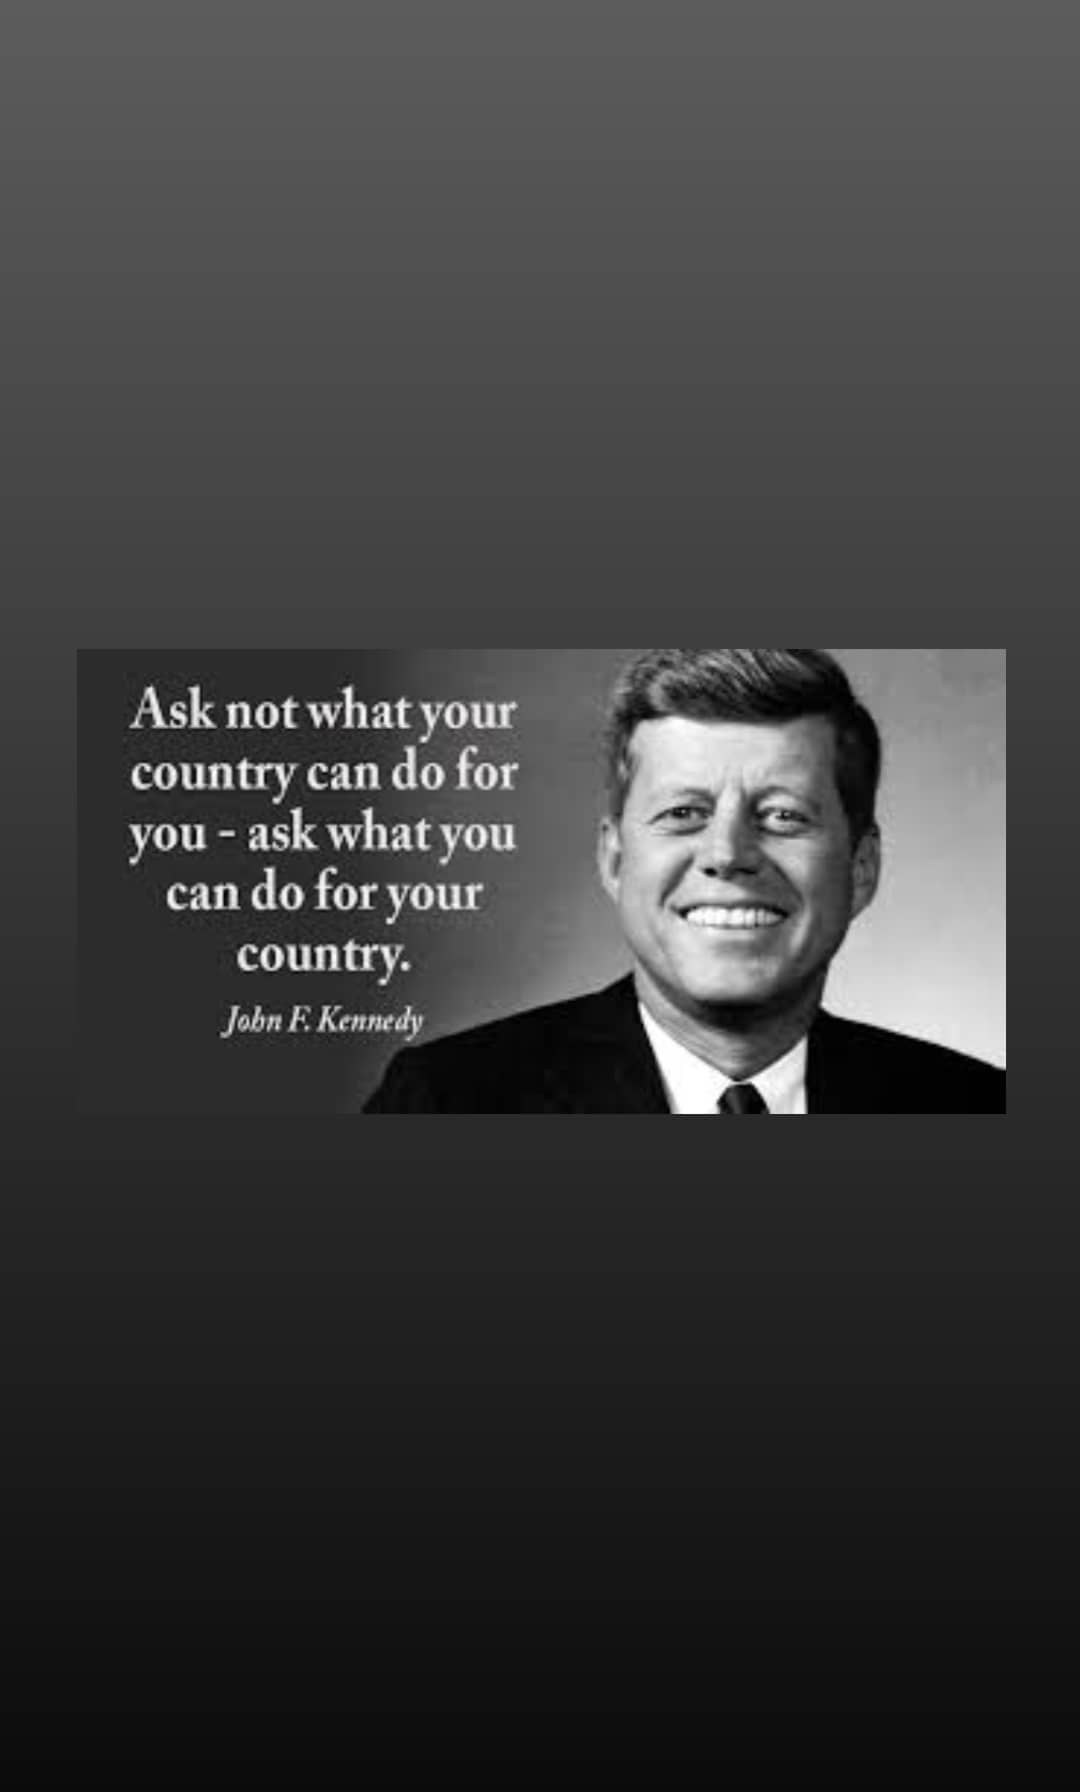 Ask not what your
country can do for
you - ask what you
can do for your
country.
John F. Kennedy